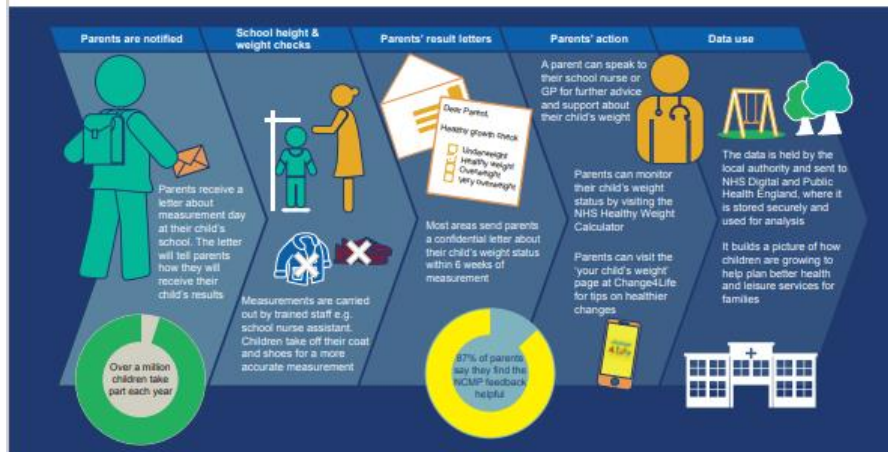 Parents are notified
School height &
weight checks
Parents' result letters
Parents' action
Data use
Parents receive a
letter about
measurement day
at their child's
school. The letter
will tell parents
how they will
receive their
child's results
Over a million
children take
part each year
Measurements are carried
out by trained staff e.g.
school nurse assistant.
Children take off their coat
and shoes for a more
accurate measurement
Dear Parent,
Healthy growth check
Underweight
Healthy weight
Overweight
Very overweight
Most areas send parents
a confidential letter about
their child's weight status
within 6 weeks of
measurement
87% of parents
say they find the
NCMP feedback
helpful
A parent can speak to
their school nurse or
GP for further advice
and support about
their child's weight
Parents can monitor
their child's weight
status by visiting the
NHS Healthy Weight
Calculator
Parents can visit the
'your child's weight'
page at Change4Life
for tips on healthier
changes
change
4Life
The data is held by the
local authority and sent to
NHS Digital and Public
Health England, where it
is stored securely and
used for analysis
It builds a picture of how
children are growing to
help plan better health
and leisure services for
families